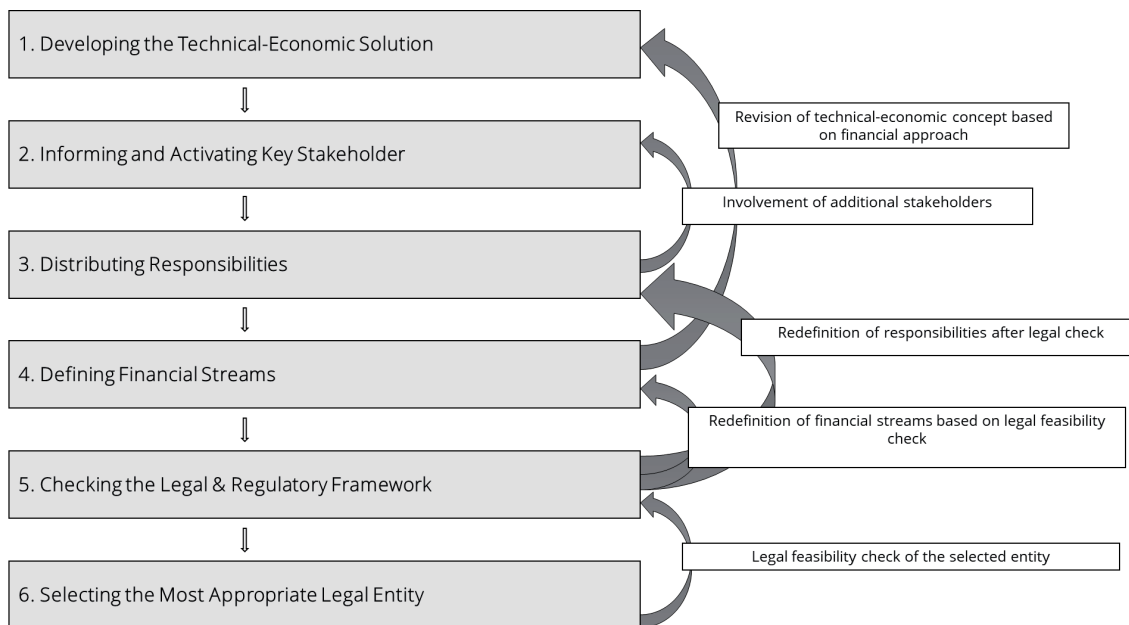 1. Developing the Technical-Economic Solution
Revision of technical-economic concept based
on financial approach
2. Informing and Activating Key Stakeholder
Involvement of additional stakeholders
3. Distributing Responsibilities
Redefinition of responsibilities after legal check
4. Defining Financial Streams
Redefinition of financial streams based on legal feasibility
check
5. Checking the Legal & Regulatory Framework
Legal feasibility check of the selected entity
6. Selecting the Most Appropriate Legal Entity